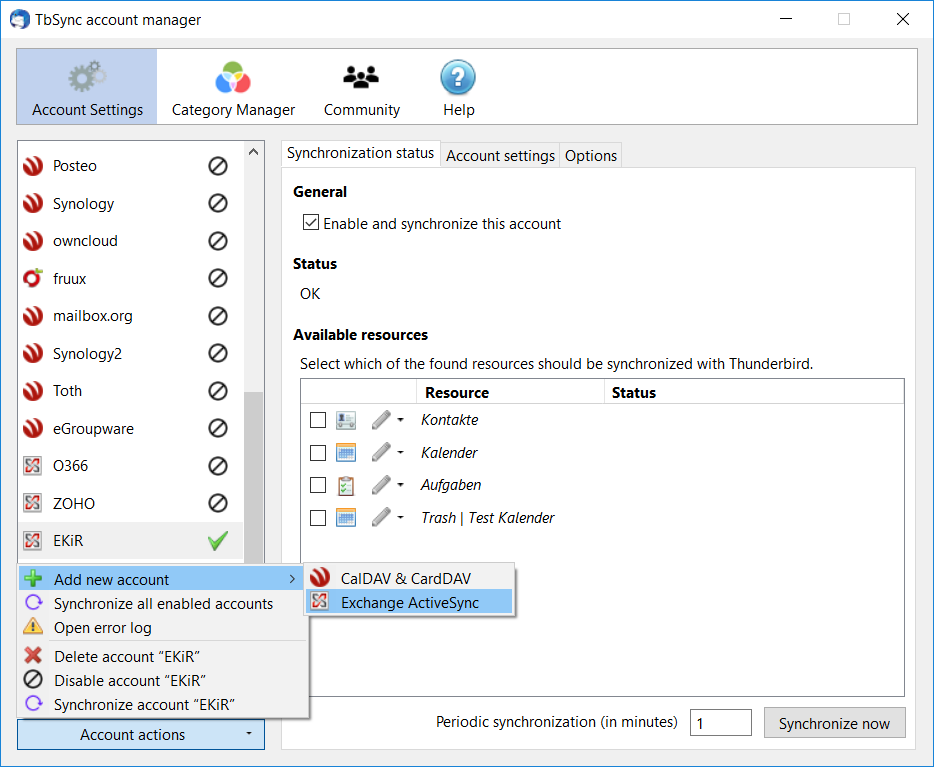 TbSync account manager
Account Settings
Category Manager
Community
Help
Posteo
Synology
owncloud
fruux
mailbox.org
Synology2
Toth
eGroupware
O366
ZOHO
EKiR
Add new account
Synchronize all enabled accounts
Open error log
Delete account “EKiR”
Disable account “EKiR”
Synchronize account “EKiR”
Account actions
CalDAV & CardDAV
Exchange ActiveSync
Synchronization status
Account settings
Options
General
Enable and synchronize this account
Status
OK
Available resources
Select which of the found resources should be synchronized with Thunderbird.
Resource
Status
Kontakte
Kalender
Aufgaben
Trash | Test Kalender
Periodic synchronization (in minutes)
1
Synchronize now